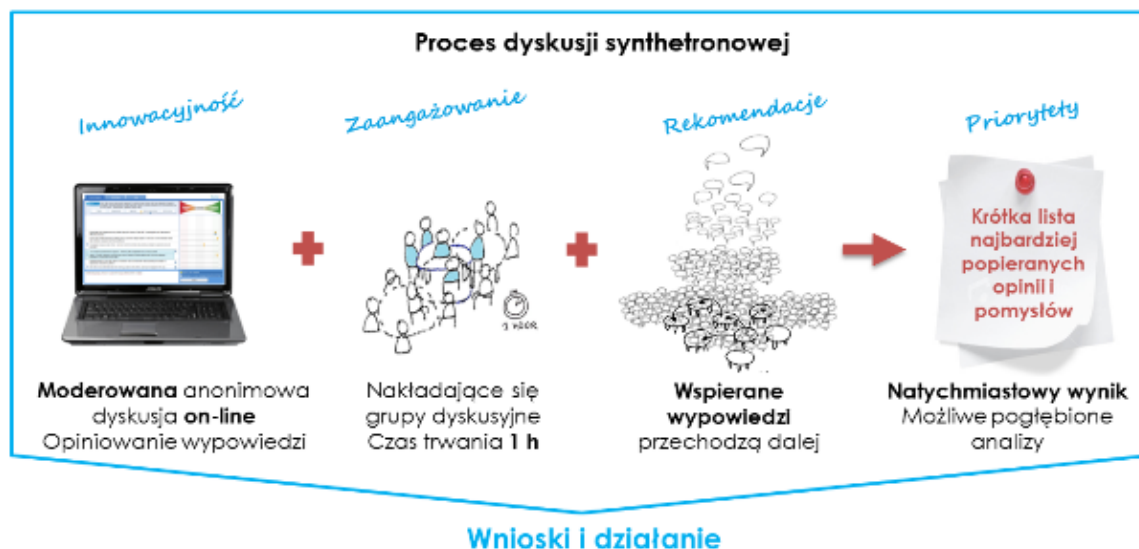 Proces dyskusji synthetronowej
Innowacyjność
Zaangażowanie
Rekomendacje
Priorytety
1 HOUR
Krótka lista
najbardziej
popieranych
opinii i
pomysłów
Moderowana anonimowa
dyskusja on-line
Opiniowanie wypowiedzi
Nakładające się
grupy dyskusyjne
Czas trwania 1 h
Wspierane
wypowiedzi
przechodzą dalej
Natychmiastowy wynik
Możliwe pogłębione
analizy
Wnioski i działanie